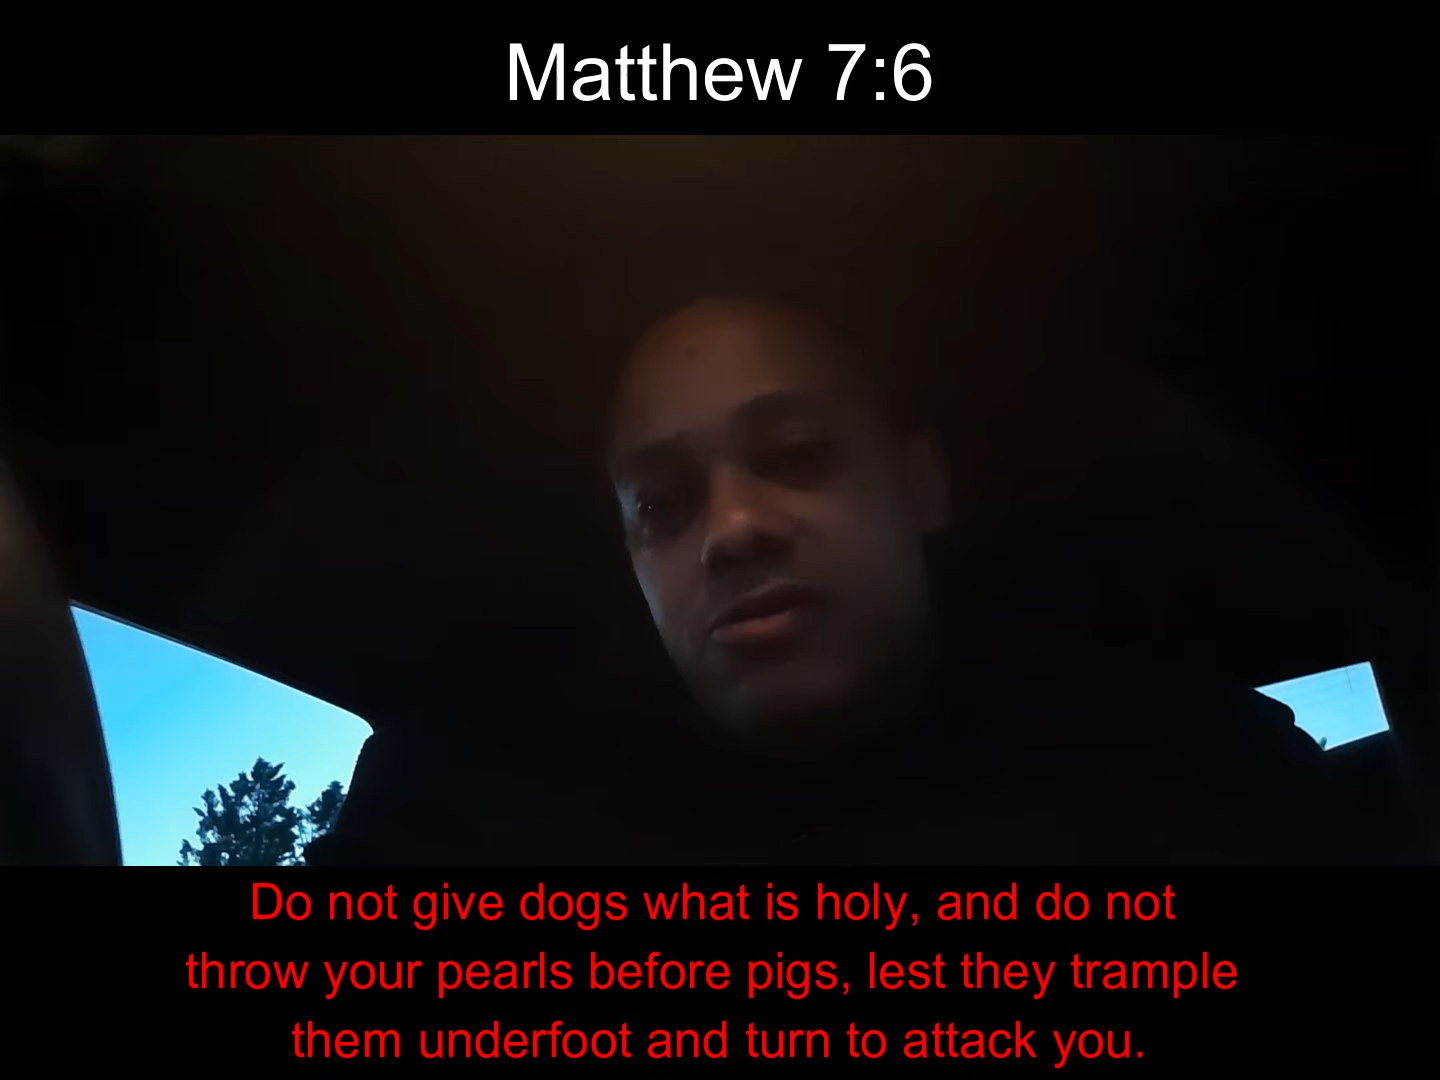 Matthew 7:6
Do not give dogs what is holy, and do not
throw your pearls before pigs, lest they trample
them underfoot and turn to attack you.